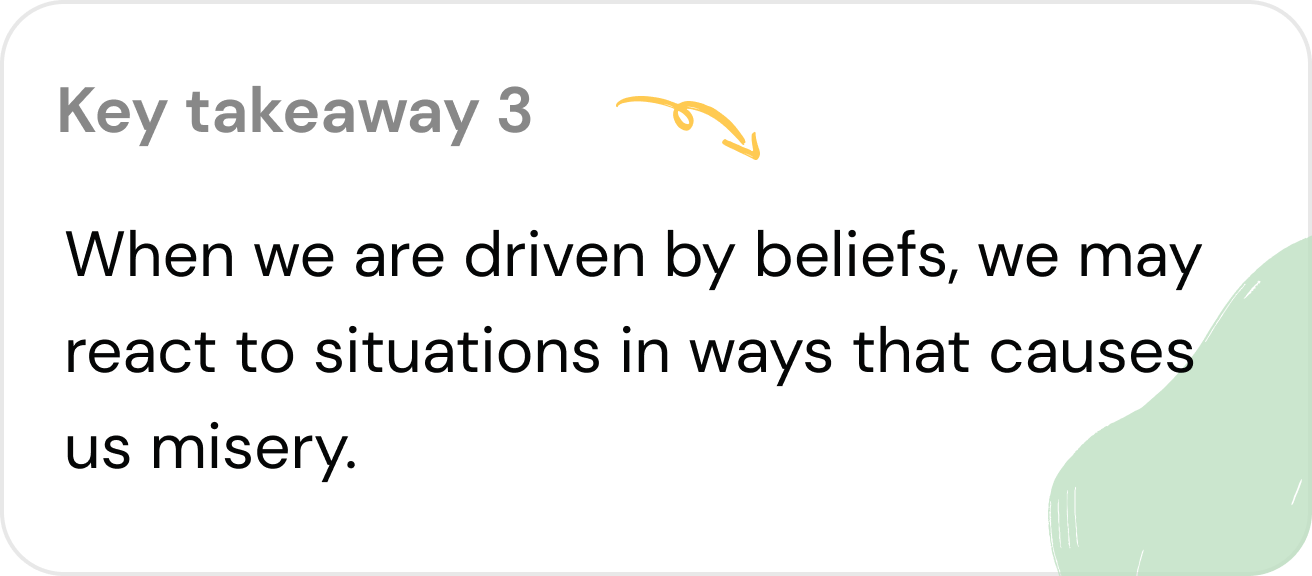 Key takeaway 3
When we are driven by beliefs, we may
react to situations in ways that causes
us misery.